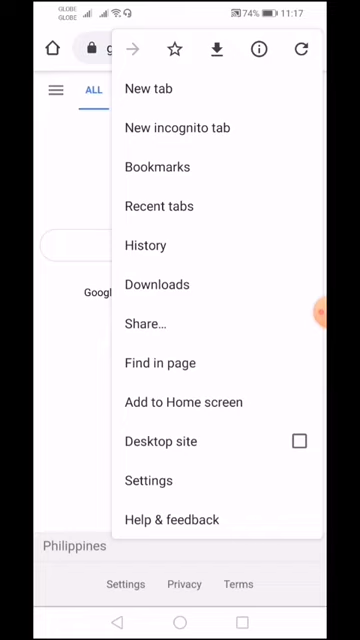 GLOBE
GLOBE
74%
11:17
g
ALL
New tab
New incognito tab
Bookmarks
Recent tabs
History
Downloads
Share...
Find in page
Add to Home screen
Desktop site
Settings
Help & feedback
Googl
Philippines
Settings
Privacy
Terms